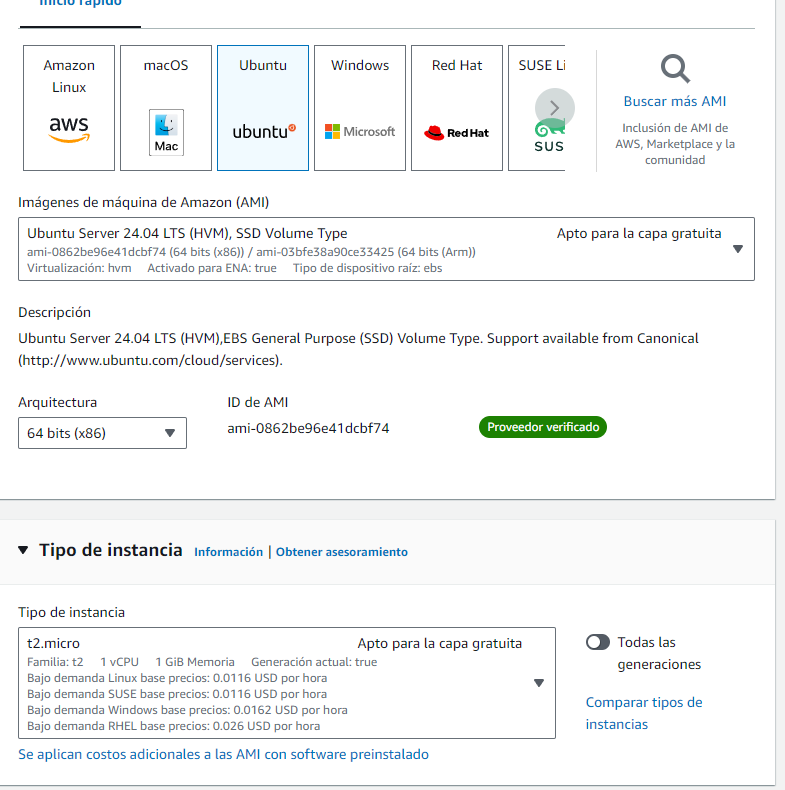 Inicio rápido
Amazon Linux
aws
macOS
Mac
Ubuntu
ubuntu
Windows
Microsoft
Red Hat
Red Hat
SUSE Li
SUS
Buscar más AMI
Inclusión de AMI de
AWS, Marketplace y la
comunidad
Imágenes de máquina de Amazon (AMI)
Ubuntu Server 24.04 LTS (HVM), SSD Volume Type Apto para la capa gratuita
ami-0862be96e41dcbf74 (64 bits (x86)) / ami-03bfe38a90ce33425 (64 bits (Arm))
Virtualización: hvm Activado para ENA: true Tipo de dispositivo raíz: ebs
Descripción
Ubuntu Server 24.04 LTS (HVM),EBS General Purpose (SSD) Volume Type. Support available from Canonical
(http://www.ubuntu.com/cloud/services).
Arquitectura
64 bits (x86)
ID de AMI
ami-0862be96e41dcbf74
Proveedor verificado
Tipo de instancia Información | Obtener asesoramiento
Tipo de instancia
t2.micro Apto para la capa gratuita
Familia: t2 1 vCPU 1 GiB Memoria Generación actual: true
Bajo demanda Linux base precios: 0.0116 USD por hora
Bajo demanda SUSE base precios: 0.0116 USD por hora
Bajo demanda Windows base precios: 0.0162 USD por hora
Bajo demanda RHEL base precios: 0.026 USD por hora
Todas las
generaciones
Comparar tipos de
instancias
Se aplican costos adicionales a las AMI con software preinstalado